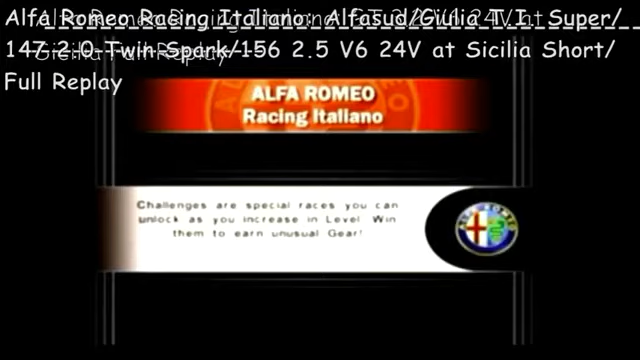 Alfa Romeo Racing Italiano: Alfasud/Giulia T.I. Super/
147 2.0 Twin Spark/156 2.5 V6 24V at Sicilia Short/
Full Replay
ALFA ROMEO
Racing Italiano
Challenges are special races you can
unlock as you increase in Level. Win
them to earn unusual Gear!
ALFA ROMEO